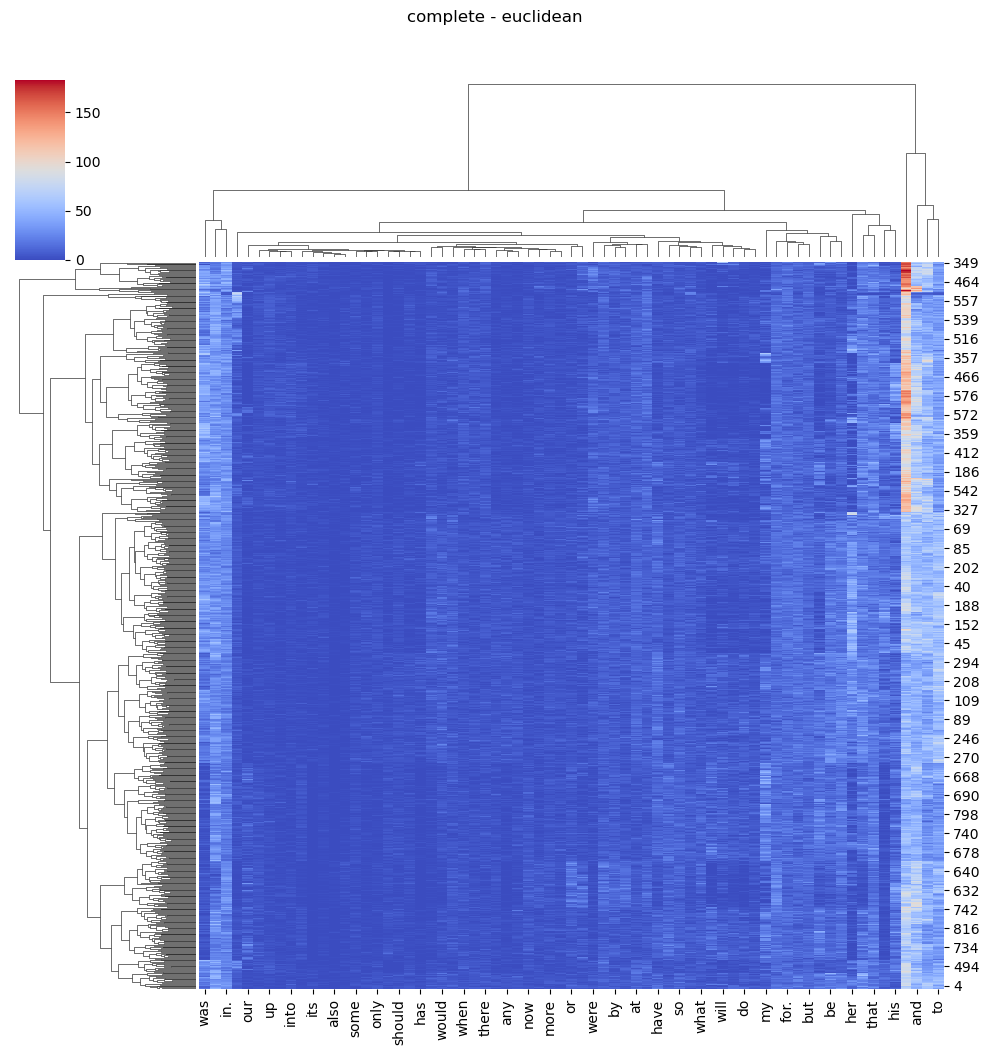 complete - euclidean
150
100
50
0
349
464
557
539
516
357
466
576
572
359
412
186
542
327
69
85
202
40
188
152
45
294
208
109
89
246
270
668
690
798
740
678
640
632
742
816
734
494
4
was
in.
our
up
into
its
also
some
only
should
has
would
when
there
any
now
more
or
were
by
at
have
so
what
will
do
my
for.
but
be
her
that
his
and
to